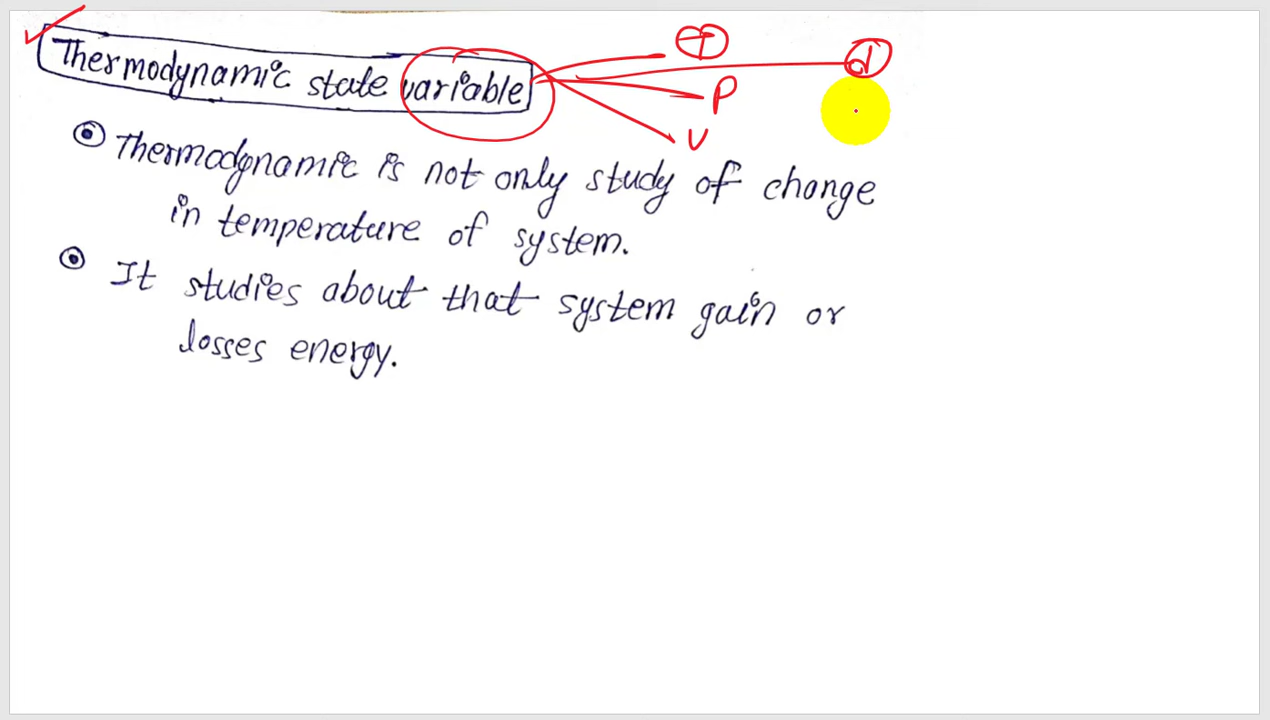 Thermodynamic state variable
T
d
P
V
Thermodynamic is not only study of change
in temperature of system.
It studies about that system gain or
losses energy.